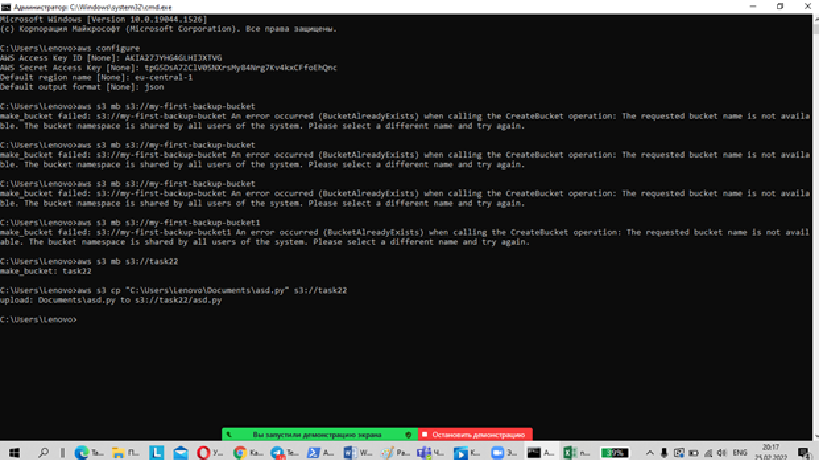 Администратор: C:\Windows\system32\cmd.exe
Microsoft Windows [Version 10.0.19044.1526]
(c) Корпорация Майкрософт (Microsoft Corporation). Все права защищены.
C:\Users\Lenovo>aws configure
AWS Access Key ID [None]:
AWS Secret Access Key [None]:
Default region name [None]: eu-central-1
Default output format [None]: json
C:\Users\Lenovo>aws s3 mb s3://my-first-backup-bucket
make_bucket failed: s3://my-first-backup-bucket An error occurred (BucketAlreadyExists) when calling the CreateBucket operation: The requested bucket name is not availa
ble. The bucket namespace is shared by all users of the system. Please select a different name and try again.
C:\Users\Lenovo>aws s3 mb s3://my-first-backup-bucket
make_bucket failed: s3://my-first-backup-bucket An error occurred (BucketAlreadyExists) when calling the CreateBucket operation: The requested bucket name is not availa
ble. The bucket namespace is shared by all users of the system. Please select a different name and try again.
C:\Users\Lenovo>aws s3 mb s3://my-first-backup-bucket
make_bucket failed: s3://my-first-backup-bucket An error occurred (BucketAlreadyExists) when calling the CreateBucket operation: The requested bucket name is not availa
ble. The bucket namespace is shared by all users of the system. Please select a different name and try again.
C:\Users\Lenovo>aws s3 mb s3://my-first-backup-bucket1
make_bucket failed: s3://my-first-backup-bucket1 An error occurred (BucketAlreadyExists) when calling the CreateBucket operation: The requested bucket name is not avail
able. The bucket namespace is shared by all users of the system. Please select a different name and try again.
C:\Users\Lenovo>aws s3 mb s3://task22
make_bucket: task22
C:\Users\Lenovo>aws s3 cp "C:\Users\Lenovo\Documents\asd.py" s3://task22
upload: Documents\asd.py to s3://task22/asd.py
C:\Users\Lenovo>
Вы запустили демонстрацию экрана Остановить демонстрацию
39% ENG 20:17
25.02.2022